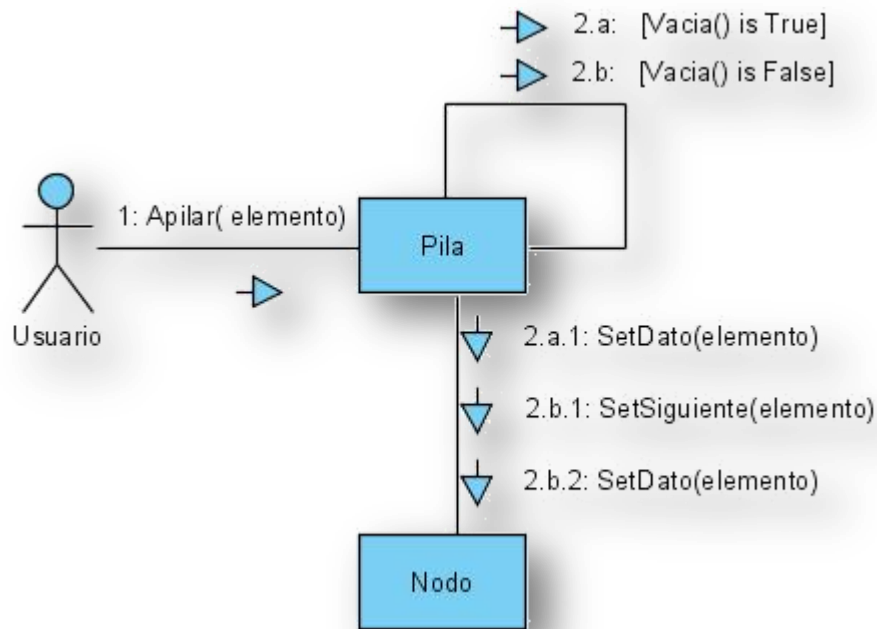 2.a: [Vacia() is True]
2.b: [Vacia() is False]
1: Apilar( elemento)
Pila
Usuario
2.a.1: SetDato(elemento)
2.b.1: SetSiguiente(elemento)
2.b.2: SetDato(elemento)
Nodo